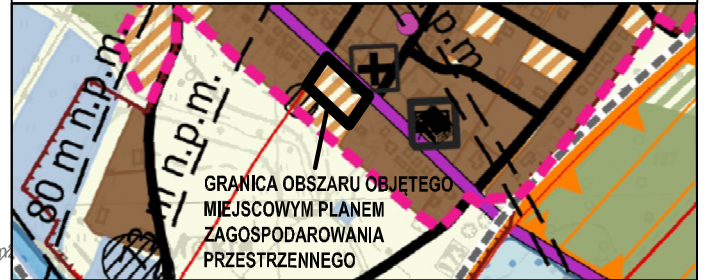 p.m.
80 m n.p.m.
m n.p.m.
GRANICA OBSZARU OBJĘTEGO
MIEJSCOWYM PLANEM
ZAGOSPODAROWANIA
PRZESTRZENNEGO